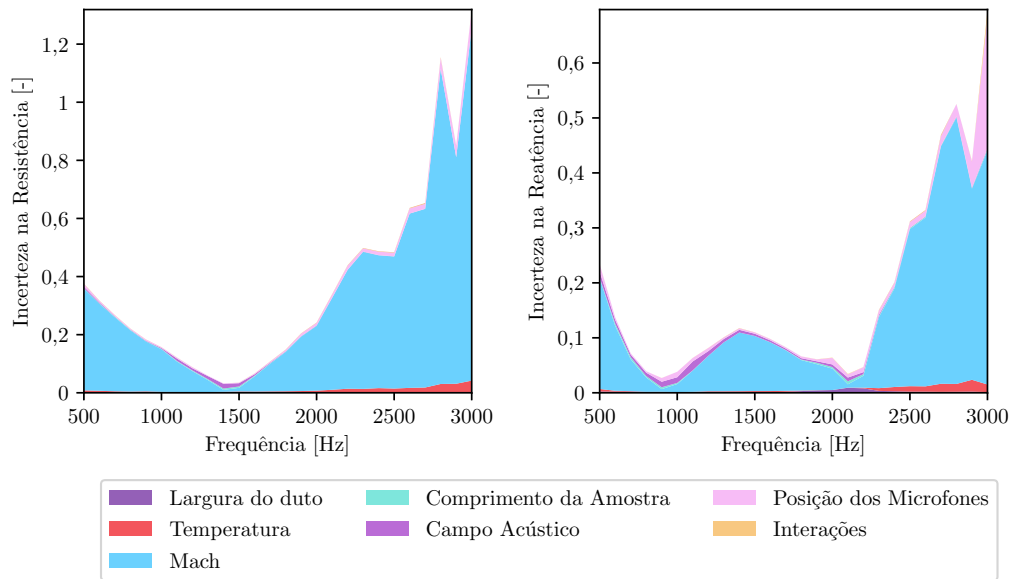 Incerteza na Resistência [-]
1,2
1
0,8
0,6
0,4
0,2
0
500
1000
1500
2000
2500
3000
Frequência [Hz]
Incerteza na Reatência [-]
0,6
0,5
0,4
0,3
0,2
0,1
0
500
1000
1500
2000
2500
3000
Frequência [Hz]
Largura do duto
Temperatura
Mach
Comprimento da Amostra
Campo Acústico
Posição dos Microfones
Interações